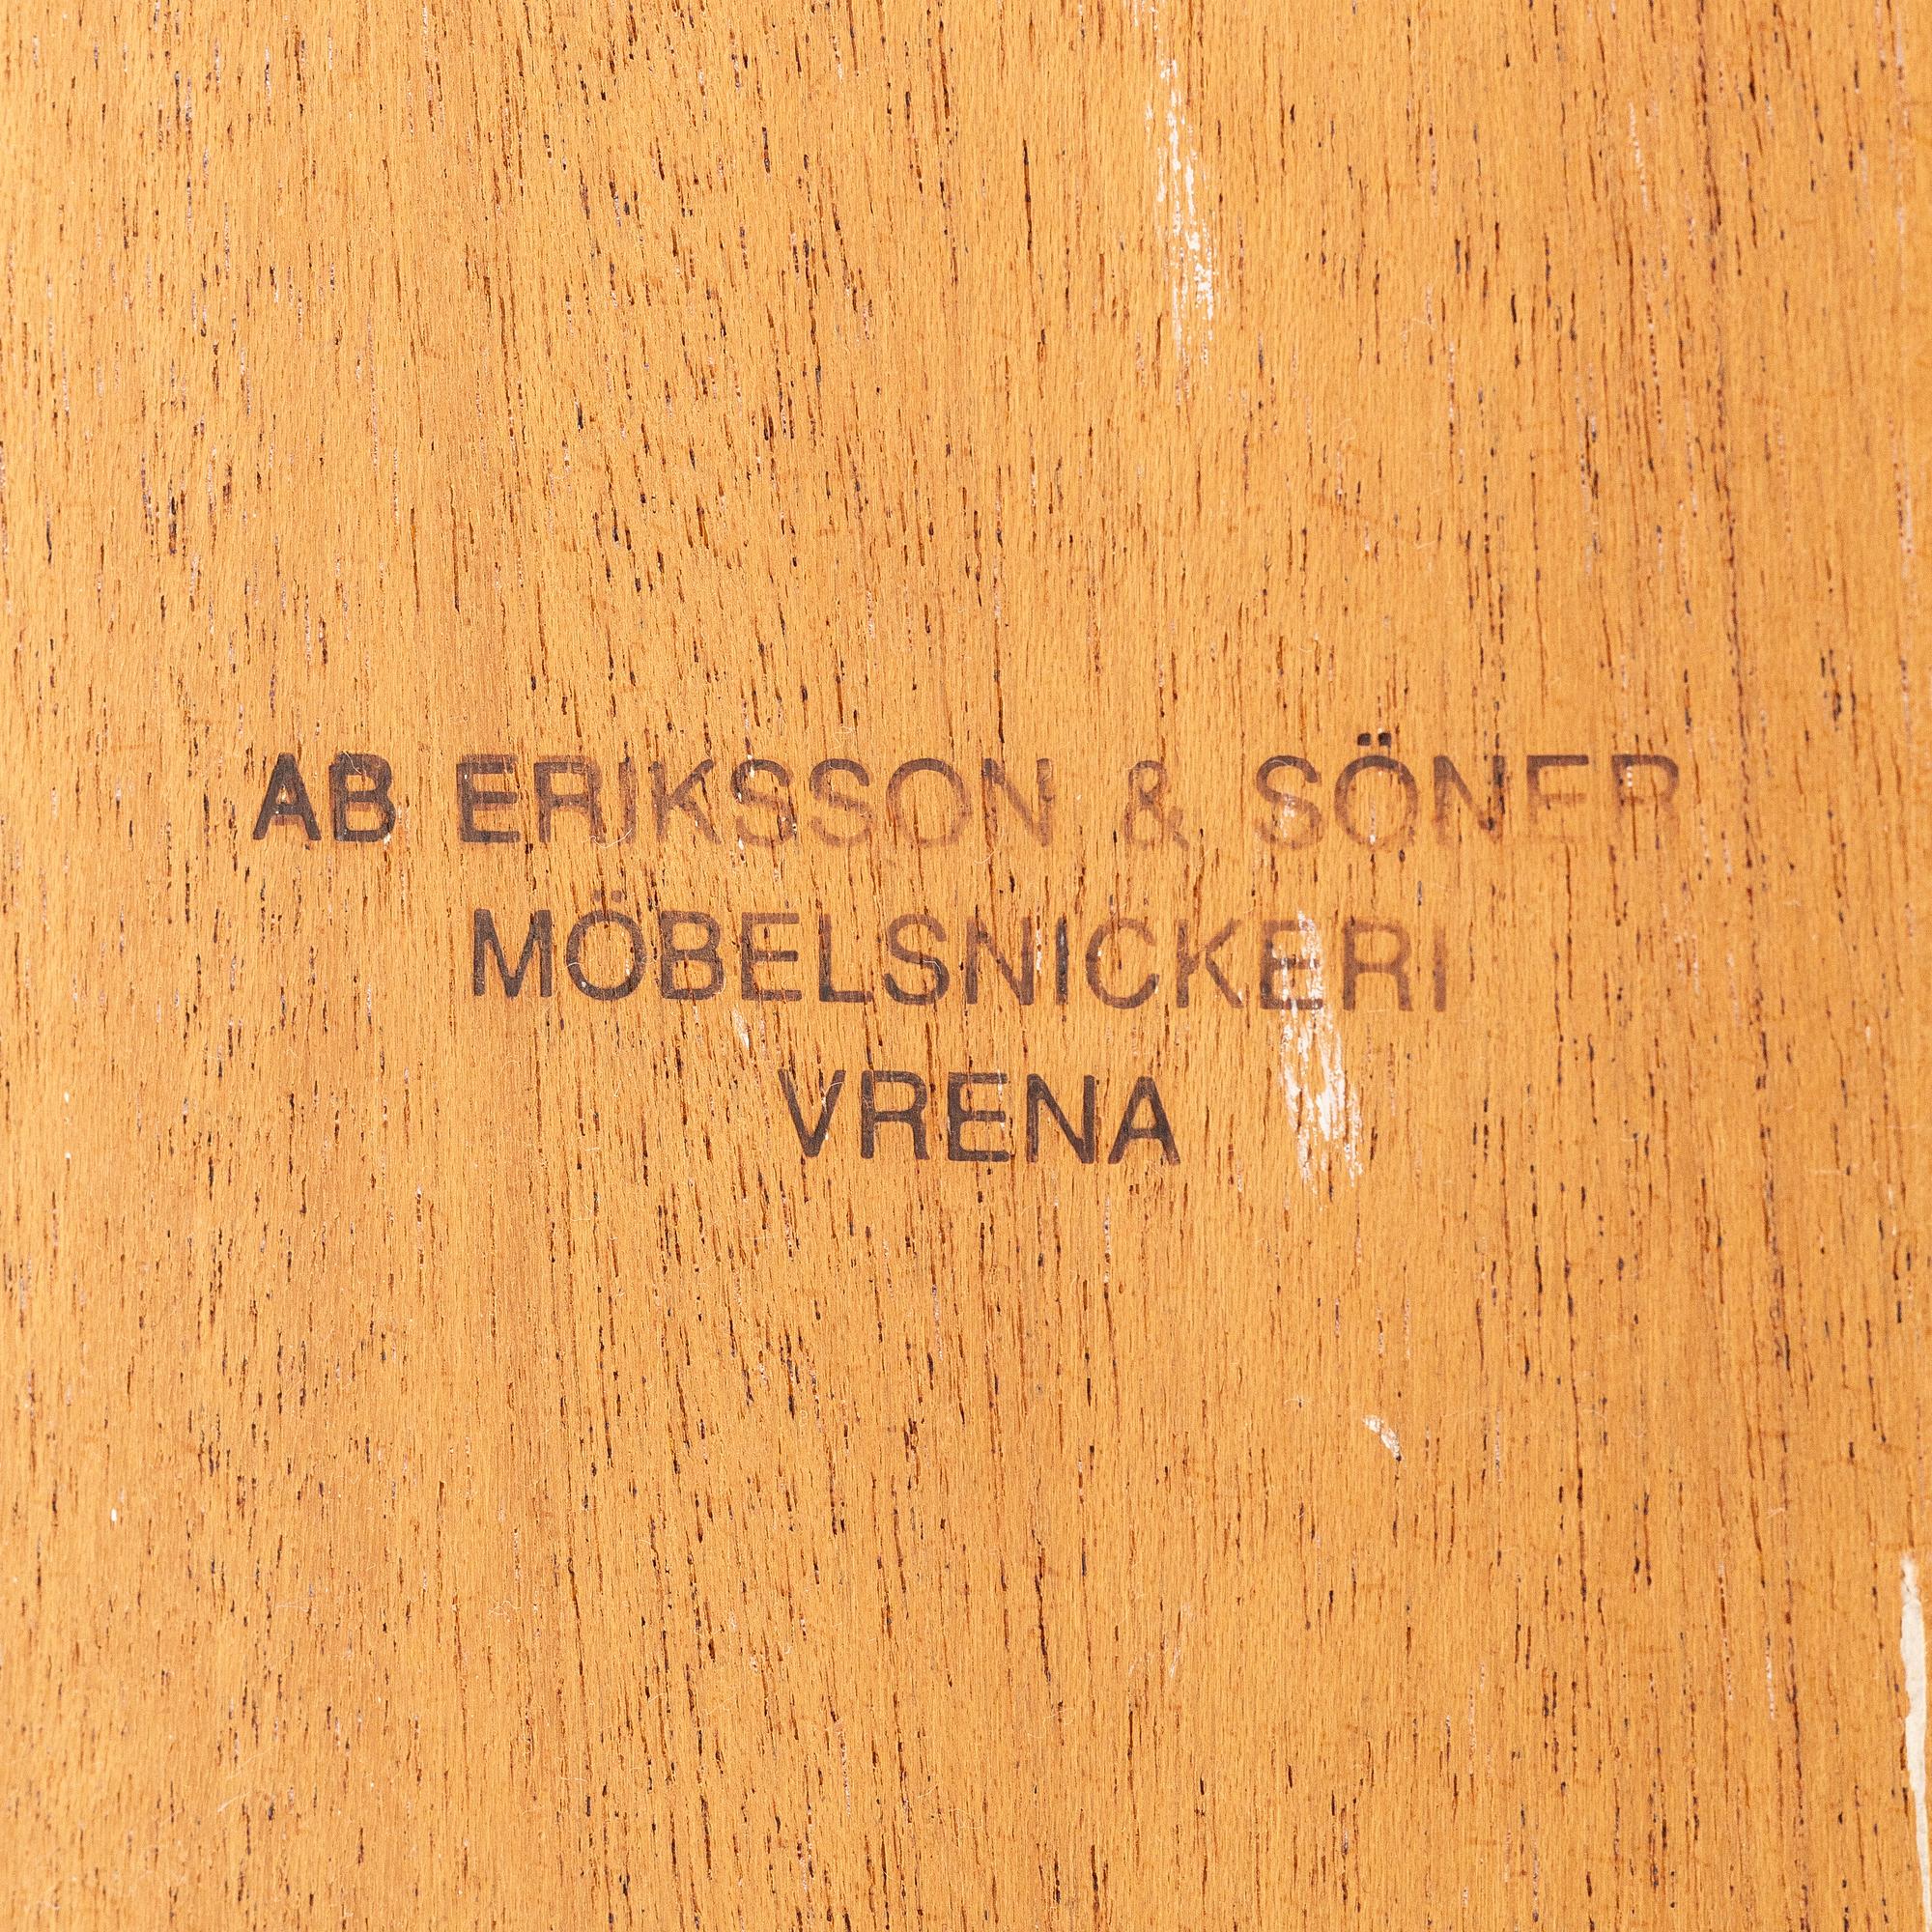 AB ERIKSSON & SÖNER
MÖBELSNICKERI
VRENA